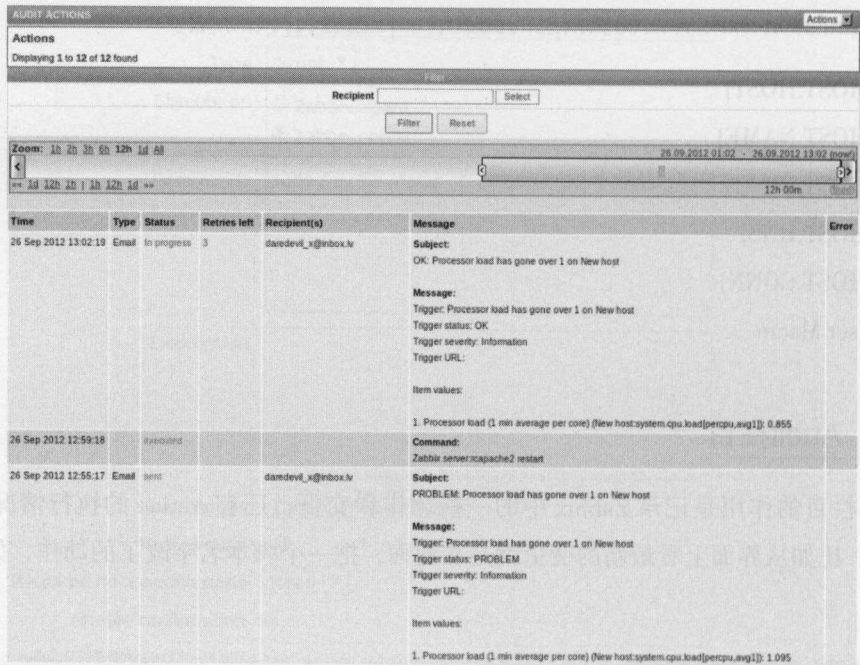 AUDIT ACTIONS
Actions
Actions
Displaying 1 to 12 of 12 found
Filter
Recipient
Select
Filter Reset
Zoom: 1h 2h 3h 6h 12h 1d All
26.09.2012 01:02 - 26.09.2012 13:02 (now!)
«« 1d 12h 1h | 1h 12h 1d »»
12h 00m
Time Type Status Retries left Recipient(s) Message Error
26 Sep 2012 13:02:19 Email In progress 3 daredevil_x@inbox.lv Subject:
OK: Processor load has gone over 1 on New host
Message:
Trigger: Processor load has gone over 1 on New host
Trigger status: OK
Trigger severity: Information
Trigger URL:
Item values:
1. Processor load (1 min average per core) (New host:system.cpu.load[percpu,avg1]): 0.855
26 Sep 2012 12:59:18 executed Command:
Zabbix server:rcapache2 restart
26 Sep 2012 12:55:17 Email sent daredevil_x@inbox.lv Subject:
PROBLEM: Processor load has gone over 1 on New host
Message:
Trigger: Processor load has gone over 1 on New host
Trigger status: PROBLEM
Trigger severity: Information
Trigger URL:
Item values:
1. Processor load (1 min average per core) (New host:system.cpu.load[percpu,avg1]): 1.095